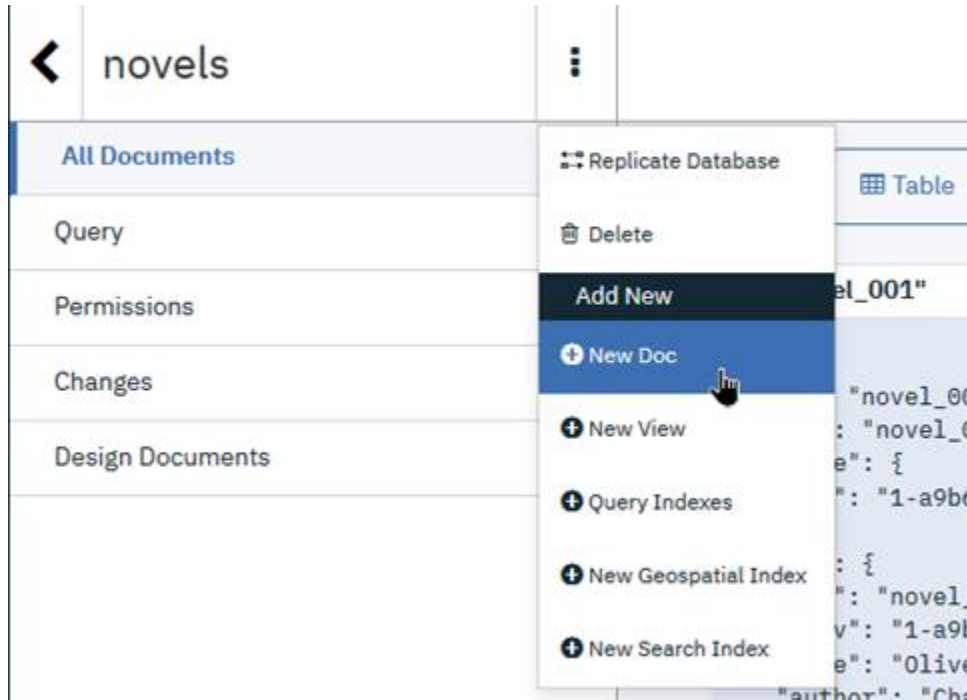 novels
All Documents
Query
Permissions
Changes
Design Documents
Replicate Database
Delete
Add New
New Doc
New View
Query Indexes
New Geospatial Index
New Search Index
Table
el_001"
"novel_00
: "novel_0
e": {
": "1-a9b6
: {
": "novel_
v": "1-a9b
e": "Olive
"author": "Cha